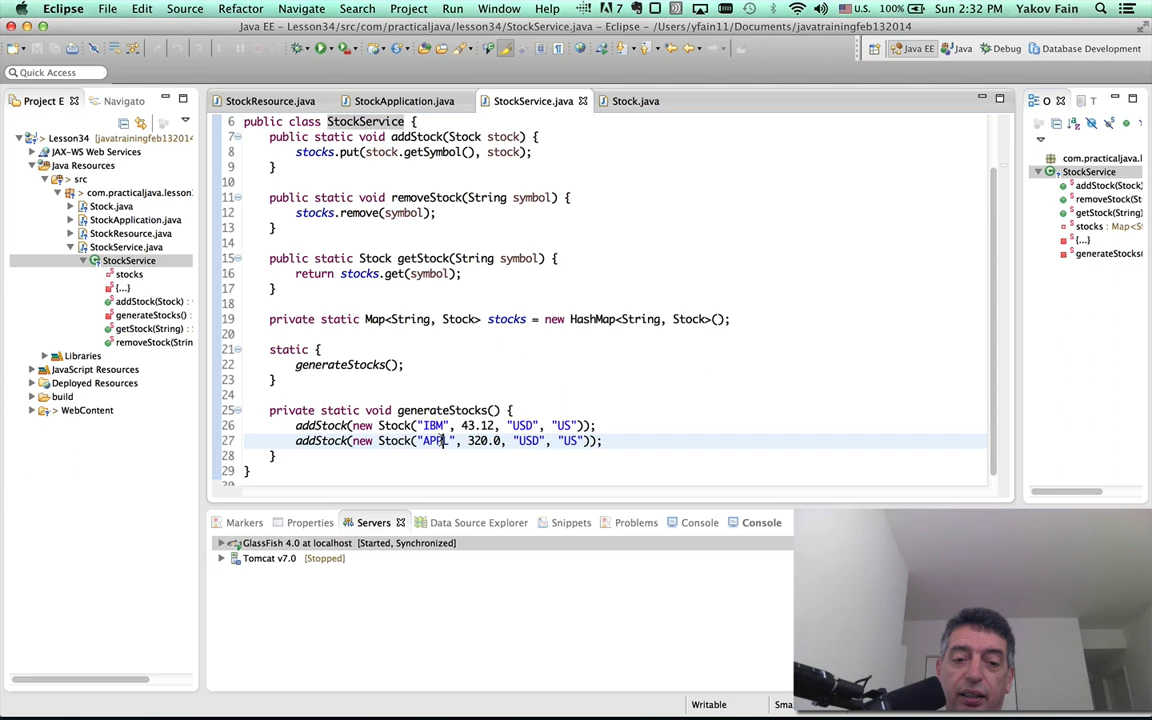 Eclipse File Edit Source Refactor Navigate Search Project Run Window Help 7 U.S. 100% Sun 2:32 PM Yakov Fain
Java EE - Lesson34/src/com/practicaljava/lesson34/StockService.java - Eclipse - /Users/yfain11/Documents/javatrainingfeb132014
Java EE Java Debug Database Development
Quick Access
Project E Navigato
StockResource.java StockApplication.java StockService.java Stock.java
O T
Lesson34 [javatrainingfeb132014
JAX-WS Web Services
Java Resources
src
com.practicaljava.lesson
Stock.java
StockApplication.java
StockResource.java
StockService.java
StockService
stocks
{...}
addStock(Stock) :
generateStocks() :
getStock(String) :
removeStock(Strin
Libraries
JavaScript Resources
Deployed Resources
build
WebContent
6 public class StockService {
7 public static void addStock(Stock stock) {
8 stocks.put(stock.getSymbol(), stock);
9 }
10
11 public static void removeStock(String symbol) {
12 stocks.remove(symbol);
13 }
14
15 public static Stock getStock(String symbol) {
16 return stocks.get(symbol);
17 }
18
19 private static Map<String, Stock> stocks = new HashMap<String, Stock>();
20
21 static {
22 generateStocks();
23 }
24
25 private static void generateStocks() {
26 addStock(new Stock("IBM", 43.12, "USD", "US"));
27 addStock(new Stock("APPL", 320.0, "USD", "US"));
28 }
29 }
30
com.practicaljava.l
StockService
addStock(Stock)
removeStock(St
getStock(String)
stocks : Map<S
{...}
generateStocks(
Markers Properties Servers Data Source Explorer Snippets Problems Console Console
GlassFish 4.0 at localhost [Started, Synchronized]
Tomcat v7.0 [Stopped]
Writable Sma